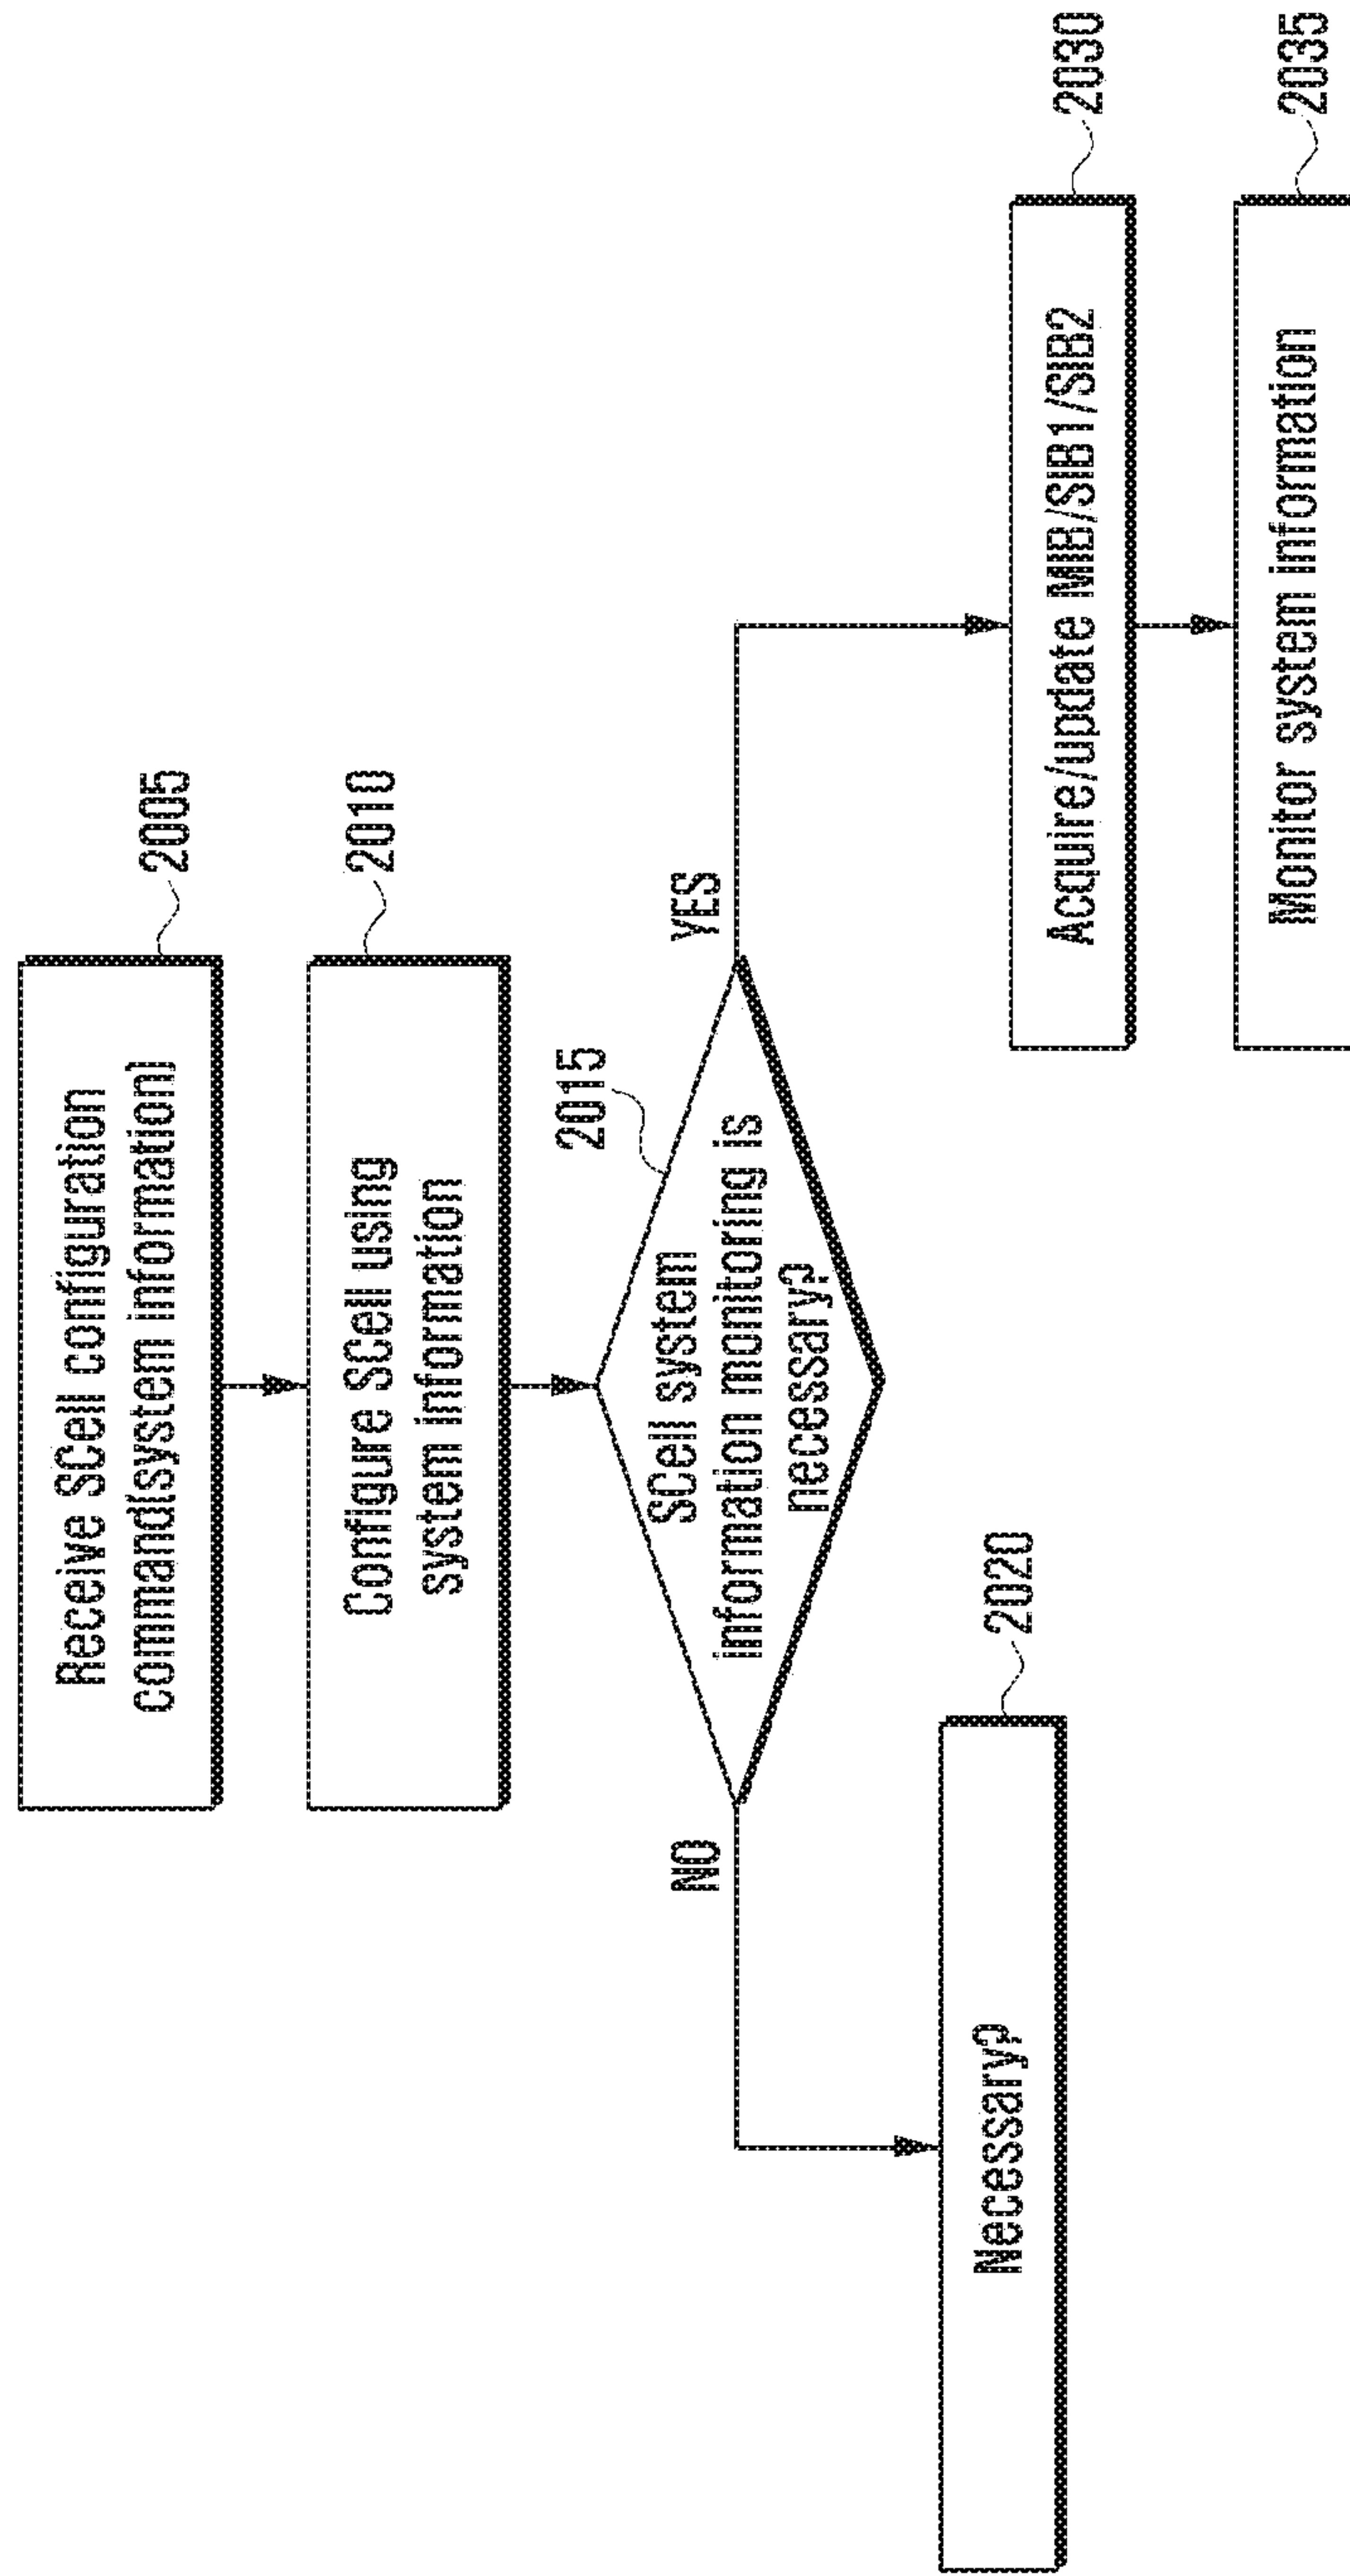 Receive SCell configuration
command(system information)
2005
Configure SCell using
system information
2010
2015
SCell system
information monitoring is
necessary?
NO
YES
Necessary?
2020
Acquire/update MIB/SIB1/SIB2
2030
Monitor system information
2035